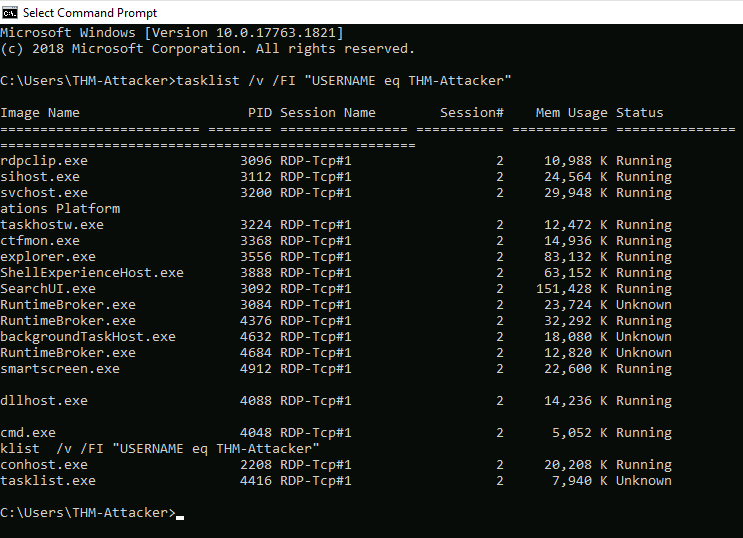 Select Command Prompt
Microsoft Windows [Version 10.0.17763.1821]
(c) 2018 Microsoft Corporation. All rights reserved.
C:\Users\THM-Attacker>tasklist /v /FI "USERNAME eq THM-Attacker"
Image Name                     PID Session Name        Session#    Mem Usage Status
========================= ======== ================ =========== ============ ===============
====================================================
rdpclip.exe                   3096 RDP-Tcp#1                  2     10,988 K Running
sihost.exe                    3112 RDP-Tcp#1                  2     24,564 K Running
svchost.exe                   3200 RDP-Tcp#1                  2     29,948 K Running
ations Platform
taskhostw.exe                 3224 RDP-Tcp#1                  2     12,472 K Running
ctfmon.exe                    3368 RDP-Tcp#1                  2     14,936 K Running
explorer.exe                  3556 RDP-Tcp#1                  2     83,132 K Running
ShellExperienceHost.exe       3888 RDP-Tcp#1                  2     63,152 K Running
SearchUI.exe                  3092 RDP-Tcp#1                  2    151,428 K Running
RuntimeBroker.exe             3084 RDP-Tcp#1                  2     23,724 K Unknown
RuntimeBroker.exe             4376 RDP-Tcp#1                  2     32,292 K Running
backgroundTaskHost.exe        4632 RDP-Tcp#1                  2     18,080 K Unknown
RuntimeBroker.exe             4684 RDP-Tcp#1                  2     12,820 K Unknown
smartscreen.exe               4912 RDP-Tcp#1                  2     22,600 K Running
dllhost.exe                   4088 RDP-Tcp#1                  2     14,236 K Running
cmd.exe                       4048 RDP-Tcp#1                  2      5,052 K Running
klist  /v /FI "USERNAME eq THM-Attacker"
conhost.exe                   2208 RDP-Tcp#1                  2     20,208 K Running
tasklist.exe                  4416 RDP-Tcp#1                  2      7,940 K Unknown
C:\Users\THM-Attacker>